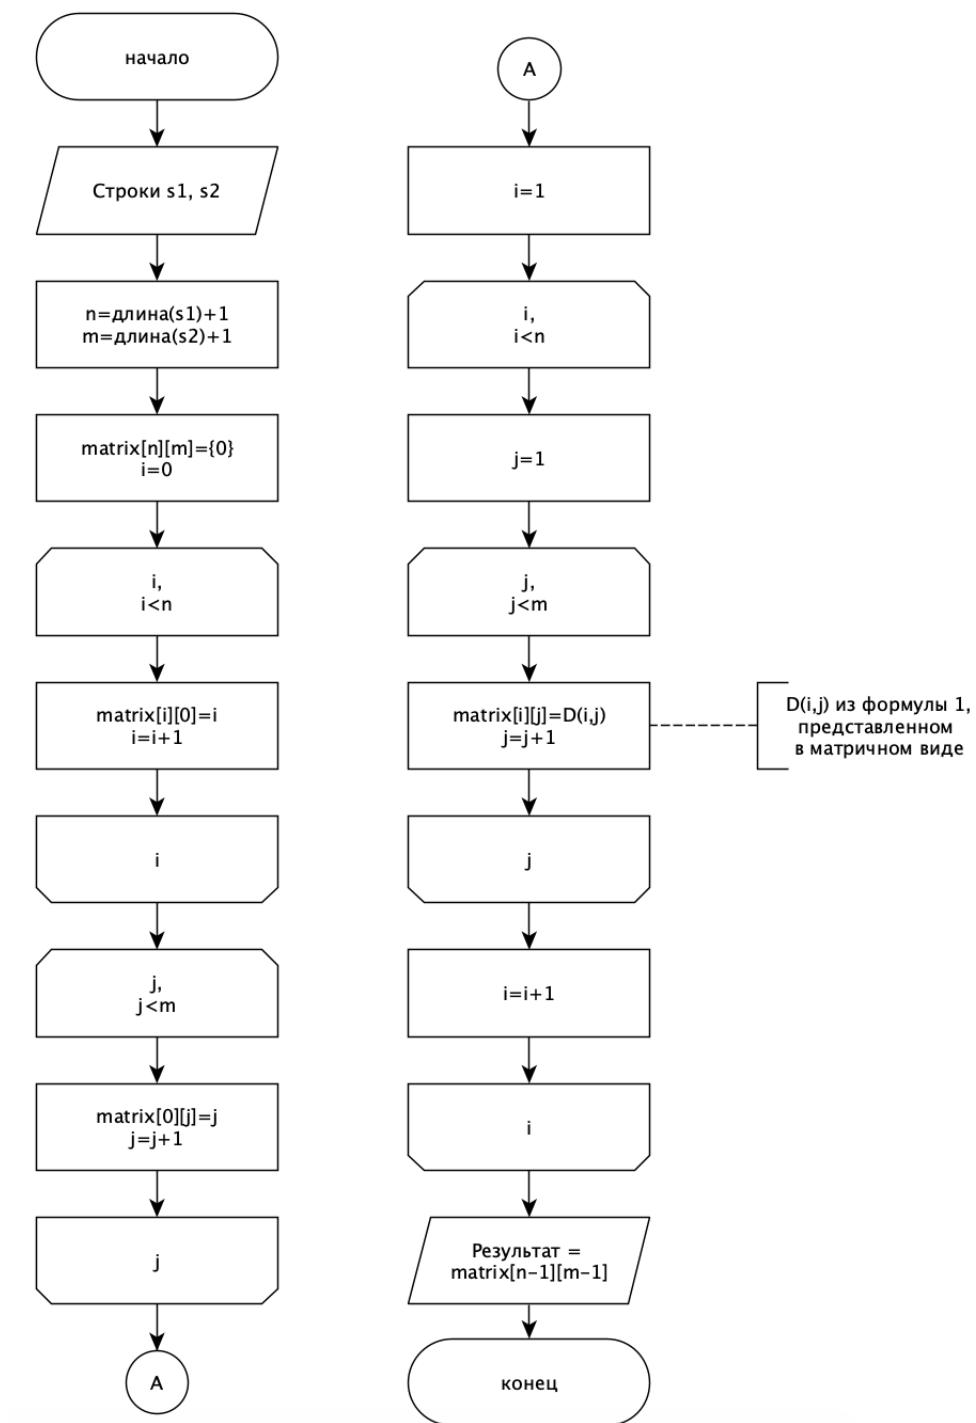 начало
Строки s1, s2
n=длина(s1)+1
m=длина(s2)+1
matrix[n][m]={0}
i=0
i,
i<n
matrix[i][0]=i
i=i+1
i
j,
j<m
matrix[0][j]=j
j=j+1
j
A
A
i=1
i,
i<n
j=1
j,
j<m
matrix[i][j]=D(i,j)
j=j+1
D(i,j) из формулы 1,
представленном
в матричном виде
j
i=i+1
i
Результат =
matrix[n-1][m-1]
конец